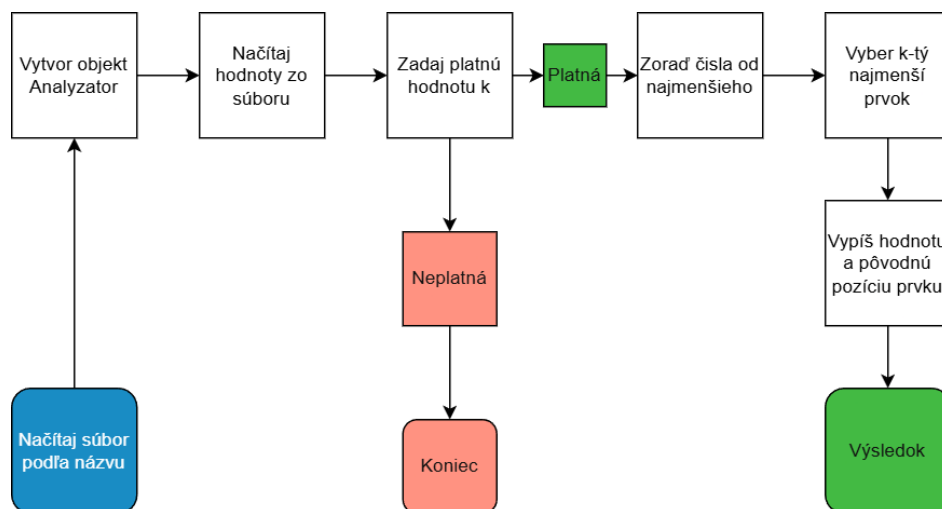 Vytvor objekt
Analyzator
Načítaj
hodnoty zo
súboru
Zadaj platnú
hodnotu k
Platná
Zoraď čisla od
najmenšieho
Vyber k-tý
najmenší
prvok
Neplatná
Vypíš hodnotu
a pôvodnú
pozíciu prvku
Načítaj súbor
podľa názvu
Koniec
Výsledok